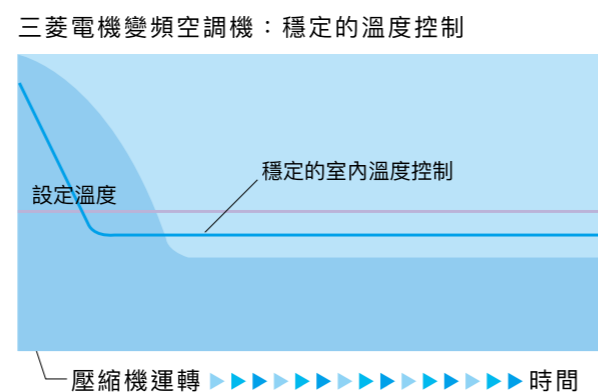 三菱電機變頻空調機：穩定的溫度控制
穩定的室內溫度控制
設定溫度
壓縮機運轉
時間